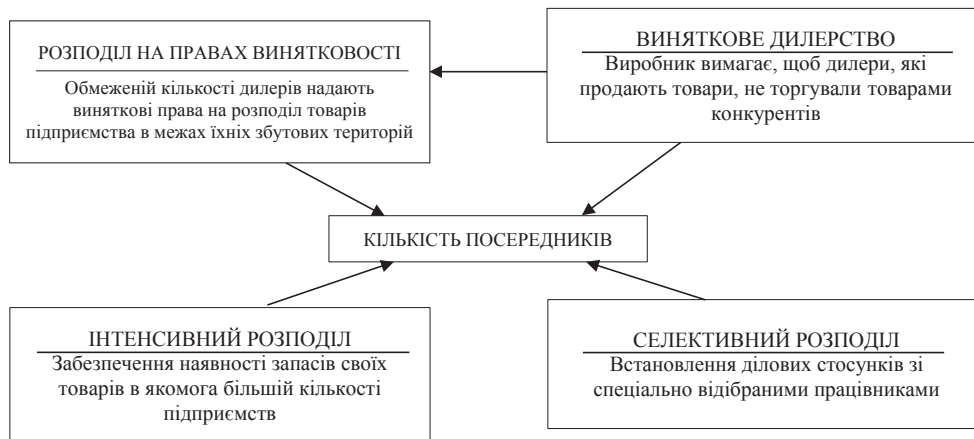 РОЗПОДІЛ НА ПРАВАХ ВИНЯТКОВОСТІ
Обмеженій кількості дилерів надають
виняткові права на розподіл товарів
підприємства в межах їхніх збутових територій
ВИНЯТКОВЕ ДИЛЕРСТВО
Виробник вимагає, щоб дилери, які
продають товари, не торгували товарами
конкурентів
КІЛЬКІСТЬ ПОСЕРЕДНИКІВ
ІНТЕНСИВНИЙ РОЗПОДІЛ
Забезпечення наявності запасів своїх
товарів в якомога більшій кількості
підприємств
СЕЛЕКТИВНИЙ РОЗПОДІЛ
Встановлення ділових стосунків зі
спеціально відібраними працівниками